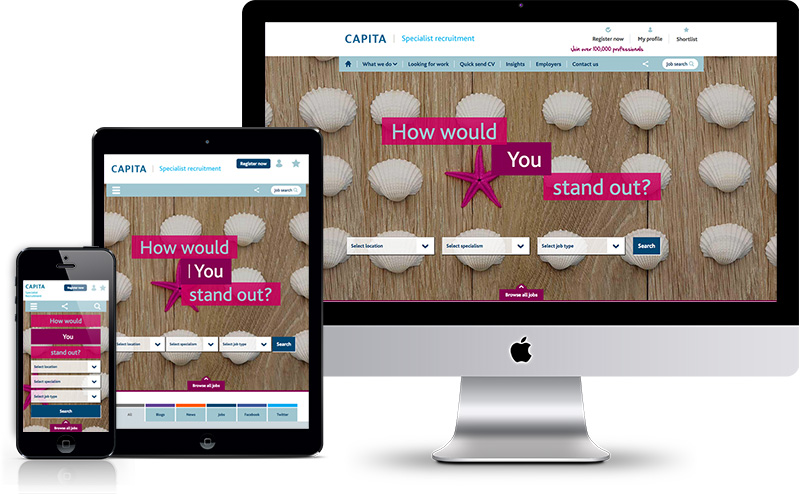 CAPITA Specialist recruitment
Register now
My profile
Shortlist
Join over 100,000 professionals
What we do
Looking for work
Quick send CV
Insights
Employers
Contact us
Job search
How would
You
stand out?
Select location
Select specialism
Select job type
Search
Browse all jobs
CAPITA Specialist recruitment
Register now
Job search
How would
You
stand out?
Select location
Select specialism
Select job type
Search
Browse all jobs
All
Blogs
News
Jobs
Facebook
Twitter
CAPITA
Specialist
Recruitment
Register now
How would
You
stand out?
Select location
Select specialism
Select job type
Search
Browse all jobs